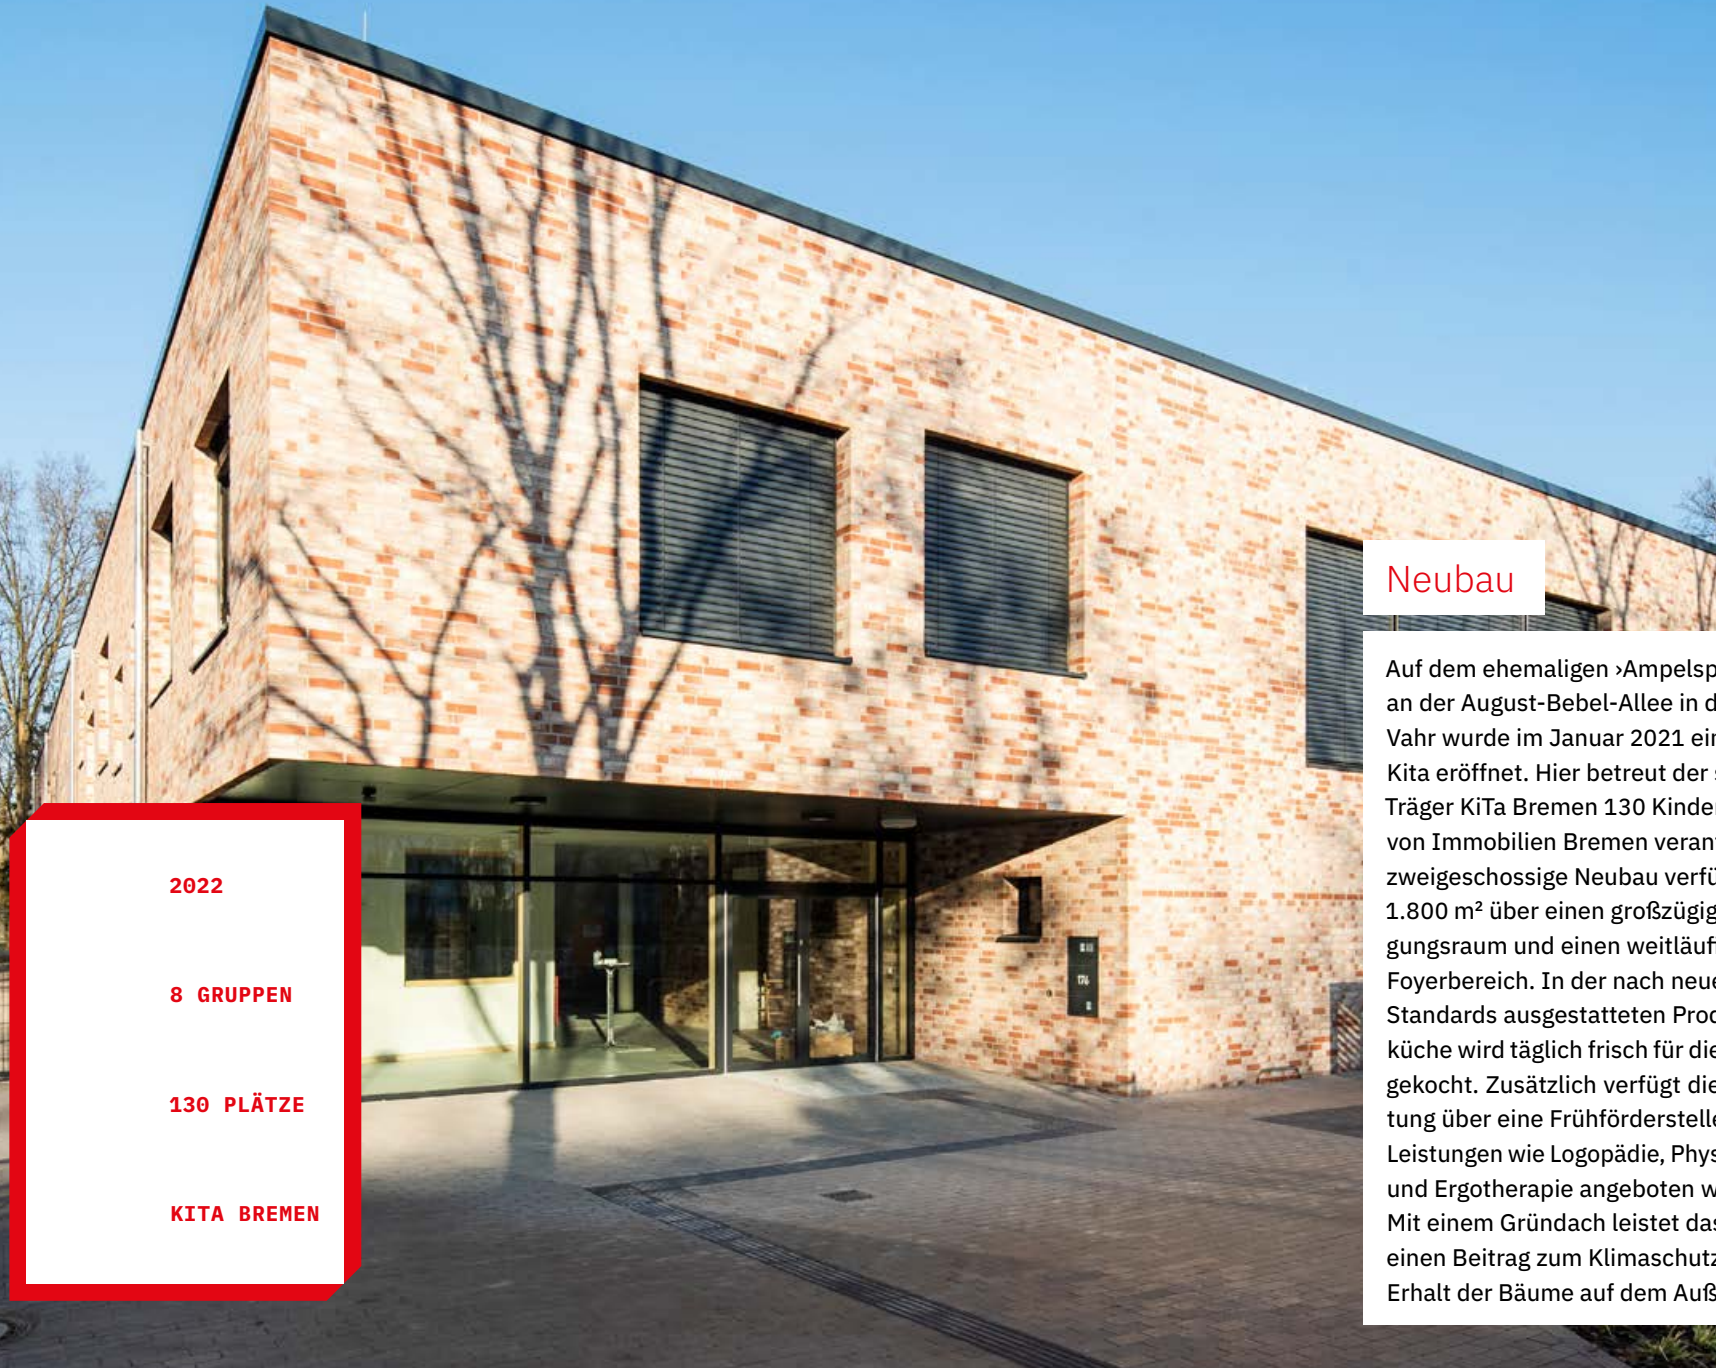 Neubau
Auf dem ehemaligen ›Ampelsp
an der August-Bebel-Allee in d
Vahr wurde im Januar 2021 ein
Kita eröffnet. Hier betreut der s
Träger KiTa Bremen 130 Kinder
von Immobilien Bremen verant
zweigeschossige Neubau verfü
1.800 m² über einen großzügig
gungsraum und einen weitläuf
Foyerbereich. In der nach neue
Standards ausgestatteten Prod
küche wird täglich frisch für die
gekocht. Zusätzlich verfügt die
tung über eine Frühförderstelle
Leistungen wie Logopädie, Phys
und Ergotherapie angeboten w
Mit einem Gründach leistet das
einen Beitrag zum Klimaschutz
Erhalt der Bäume auf dem Auß
2022
8 GRUPPEN
130 PLÄTZE
KITA BREMEN
176